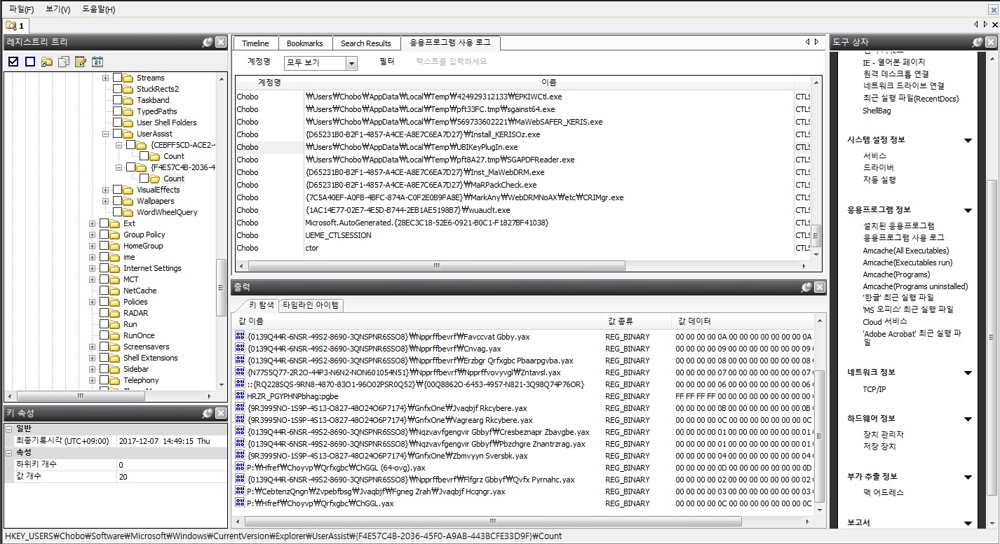 파일(F) 보기(V) 도움말(H)
1
레지스트리 트리
21
Streams
StuckRects2
Taskband
TypedPaths
User Shell Folders
UserAssist
{CEBFF5CD-ACE2-4
Count
{F4E57C4B-2036-4
Count
VisualEffects
Wallpapers
WordWheelQuery
Ext
Group Policy
HomeGroup
ime
Internet Settings
MCT
NetCache
Policies
RADAR
Run
RunOnce
Screensavers
Shell Extensions
Sidebar
Telephony
키 속성
일반
최종기록시각 (UTC+09:00) 2017-12-07 14:49:15 Thu
속성
하위키 개수 0
값 개수 20
Timeline Bookmarks Search Results 응용프로그램 사용 로그
계정명 모두 보기 필터 텍스트를 입력하세요
계정명 이름
Chobo ₩Users₩Chobo₩AppData₩Local₩Temp₩424929312133₩EPKIWCtl.exe CTLS
Chobo ₩Users₩Chobo₩AppData₩Local₩Temp₩pft33FC.tmp₩sgainst64.exe CTLS
Chobo ₩Users₩Chobo₩AppData₩Local₩Temp₩569733602221₩MaWebSAFER_KERIS.exe CTLS
Chobo {D65231B0-B2F1-4857-A4CE-A8E7C6EA7D27}₩Install_KERISOz.exe CTLS
Chobo ₩Users₩Chobo₩AppData₩Local₩Temp₩UBIKeyPlugIn.exe CTLS
Chobo ₩Users₩Chobo₩AppData₩Local₩Temp₩pft8A27.tmp₩SGAPDFReader.exe CTLS
Chobo {D65231B0-B2F1-4857-A4CE-A8E7C6EA7D27}₩Inst_MaWebDRM.exe CTLS
Chobo {D65231B0-B2F1-4857-A4CE-A8E7C6EA7D27}₩MaRPackCheck.exe CTLS
Chobo {7C5A40EF-A0FB-4BFC-874A-C0F2E0B9FA8E}₩MarkAny₩WebDRMNoAX₩etc₩CRIMgr.exe CTLS
Chobo {1AC14E77-02E7-4E5D-B744-2EB1AE5198B7}₩wuauclt.exe CTLS
Chobo Microsoft.AutoGenerated.{28EC3C18-52E6-0921-B0C1-F1827BF41038} CTLS
Chobo UEME_CTLSESSION CTLS
Chobo ctor CTLS
출력
키 탐색 타임라인 아이템
값 이름 값 종류 값 데이터
{0139Q44R-6NSR-49S2-8690-3QNSPNR6SSO8}₩Npprffbevrf₩Favccvat Gbby.yax REG_BINARY 00 00 00 00 0A 00 00 00 00 00 00 00 0A
{0139Q44R-6NSR-49S2-8690-3QNSPNR6SSO8}₩Npprffbevrf₩Cnvag.yax REG_BINARY 00 00 00 00 09 00 00 00 00 00 00 00 09
{0139Q44R-6NSR-49S2-8690-3QNSPNR6SSO8}₩Npprffbevrf₩Erzbgr Qrfxgbc Pbaarpgvba.yax REG_BINARY 00 00 00 00 08 00 00 00 00 00 00 00 08
{N77S5Q77-2R2O-44P3-N6N2-NON601054N51}₩Npprffbevrf₩Npprffvovyvgl₩Zntavsl.yax REG_BINARY 00 00 00 00 07 00 00 00 00 00 00 00 07
::{RQ228SQS-9RN8-4870-83O1-96O02PSR0Q52}₩{00Q8862O-6453-4957-N821-3Q98Q74P76OR} REG_BINARY 00 00 00 00 06 00 00 00 00 00 00 00 06
HRZR_PGYPHNPbhag:pgbe REG_BINARY FF FF FF FF 00 00 00 00 00 00 00 00 00
{9R3995NO-1S9P-4S13-O827-48O24O6P7174}₩GnfxOne₩Jvaqbjf Rkcybere.yax REG_BINARY 00 00 00 00 0B 00 00 00 00 00 00 00 0B
{9R3995NO-1S9P-4S13-O827-48O24O6P7174}₩GnfxOne₩Vagrearg Rkcybere.yax REG_BINARY 00 00 00 00 0C 00 00 00 00 00 00 00 0C
{0139Q44R-6NSR-49S2-8690-3QNSPNR6SSO8}₩Nqzvavfgengvir Gbbyf₩Cresbeznapr Zbavgbe.yax REG_BINARY 00 00 00 00 01 00 00 00 00 00 00 00 01
{0139Q44R-6NSR-49S2-8690-3QNSPNR6SSO8}₩Nqzvavfgengvir Gbbyf₩Pbzchgre Znantrzrag.yax REG_BINARY 00 00 00 00 01 00 00 00 00 00 00 00 01
{9R3995NO-1S9P-4S13-O827-48O24O6P7174}₩GnfxOne₩Zbmvyyn Sversbk.yax REG_BINARY 00 00 00 00 04 00 00 00 00 00 00 00 04
P:₩Hfref₩Choyvp₩Qrfxgbc₩ChGGL (64-ovg).yax REG_BINARY 00 00 00 00 0D 00 00 00 00 00 00 00 0D
{0139Q44R-6NSR-49S2-8690-3QNSPNR6SSO8}₩Npprffbevrf₩Flfgrz Gbbyf₩Qvfx Pyrnahc.yax REG_BINARY 00 00 00 00 02 00 00 00 00 00 00 00 02
P:₩CebtenzQngn₩Zvpebfbsg₩Jvaqbjf₩Fgneg Zrah₩Jvaqbjf Hcqngr.yax REG_BINARY 00 00 00 00 03 00 00 00 00 00 00 00 03
P:₩Hfref₩Choyvp₩Qrfxgbc₩ChGGL.yax REG_BINARY 00 00 00 00 0C 00 00 00 00 00 00 00 0C
도구 상자
IE - 열어본 페이지
원격 데스크톱 연결
네트워크 드라이브 연결
최근 실행 파일(RecentDocs)
ShellBag
시스템 설정 정보
서비스
드라이버
자동 실행
응용프로그램 정보
설치된 응용프로그램
응용프로그램 사용 로그
Amcache(All Executables)
Amcache(Executables run)
Amcache(Programs)
Amcache(Programs uninstalled)
'한글' 최근 실행 파일
'MS 오피스' 최근 실행 파일
Cloud 서비스
'Adobe Acrobat' 최근 실행 파
일
네트워크 정보
TCP/IP
하드웨어 정보
장치 관리자
저장 장치
부가 추출 정보
맥 어드레스
보고서
HKEY_USERS₩Chobo₩Software₩Microsoft₩Windows₩CurrentVersion₩Explorer₩UserAssist₩{F4E57C4B-2036-45F0-A9AB-443BCFE33D9F}₩Count